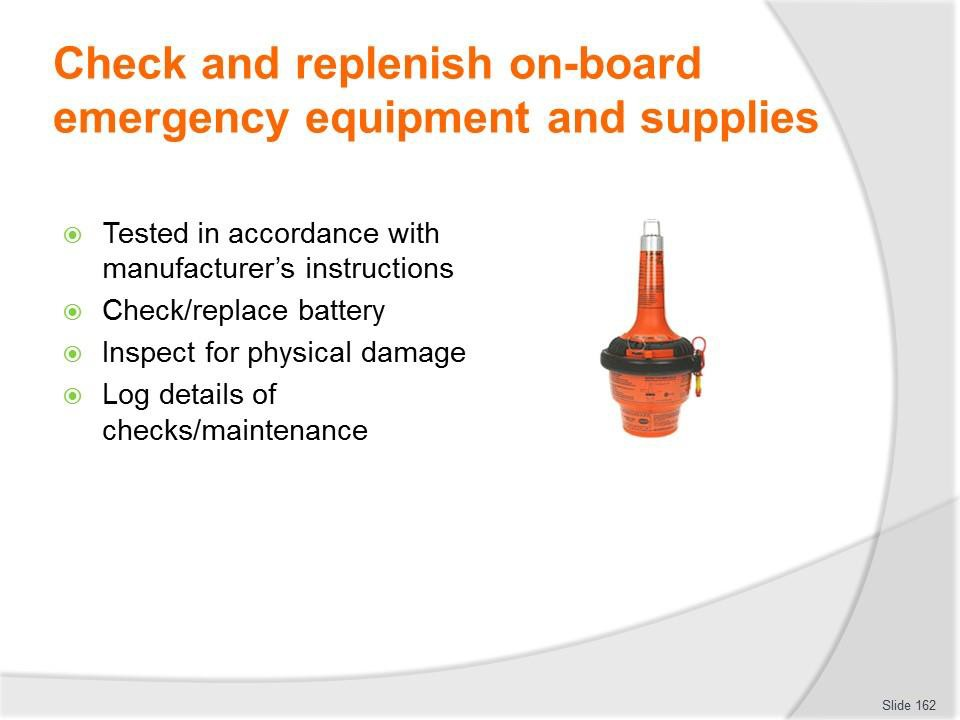 Check and replenish on-board
emergency equipment and supplies
Tested in accordance with
manufacturer’s instructions
Check/replace battery
Inspect for physical damage
Log details of
checks/maintenance
Slide 162